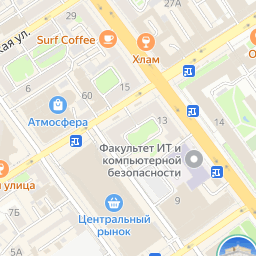 29
27А
кая ул.
Surf Coffee
Хлам
60
15
Атмосфера
13
Факультет ИТ и
компьютерной
безопасности
улица
16
9
7Б
Центральный
рынок
5А